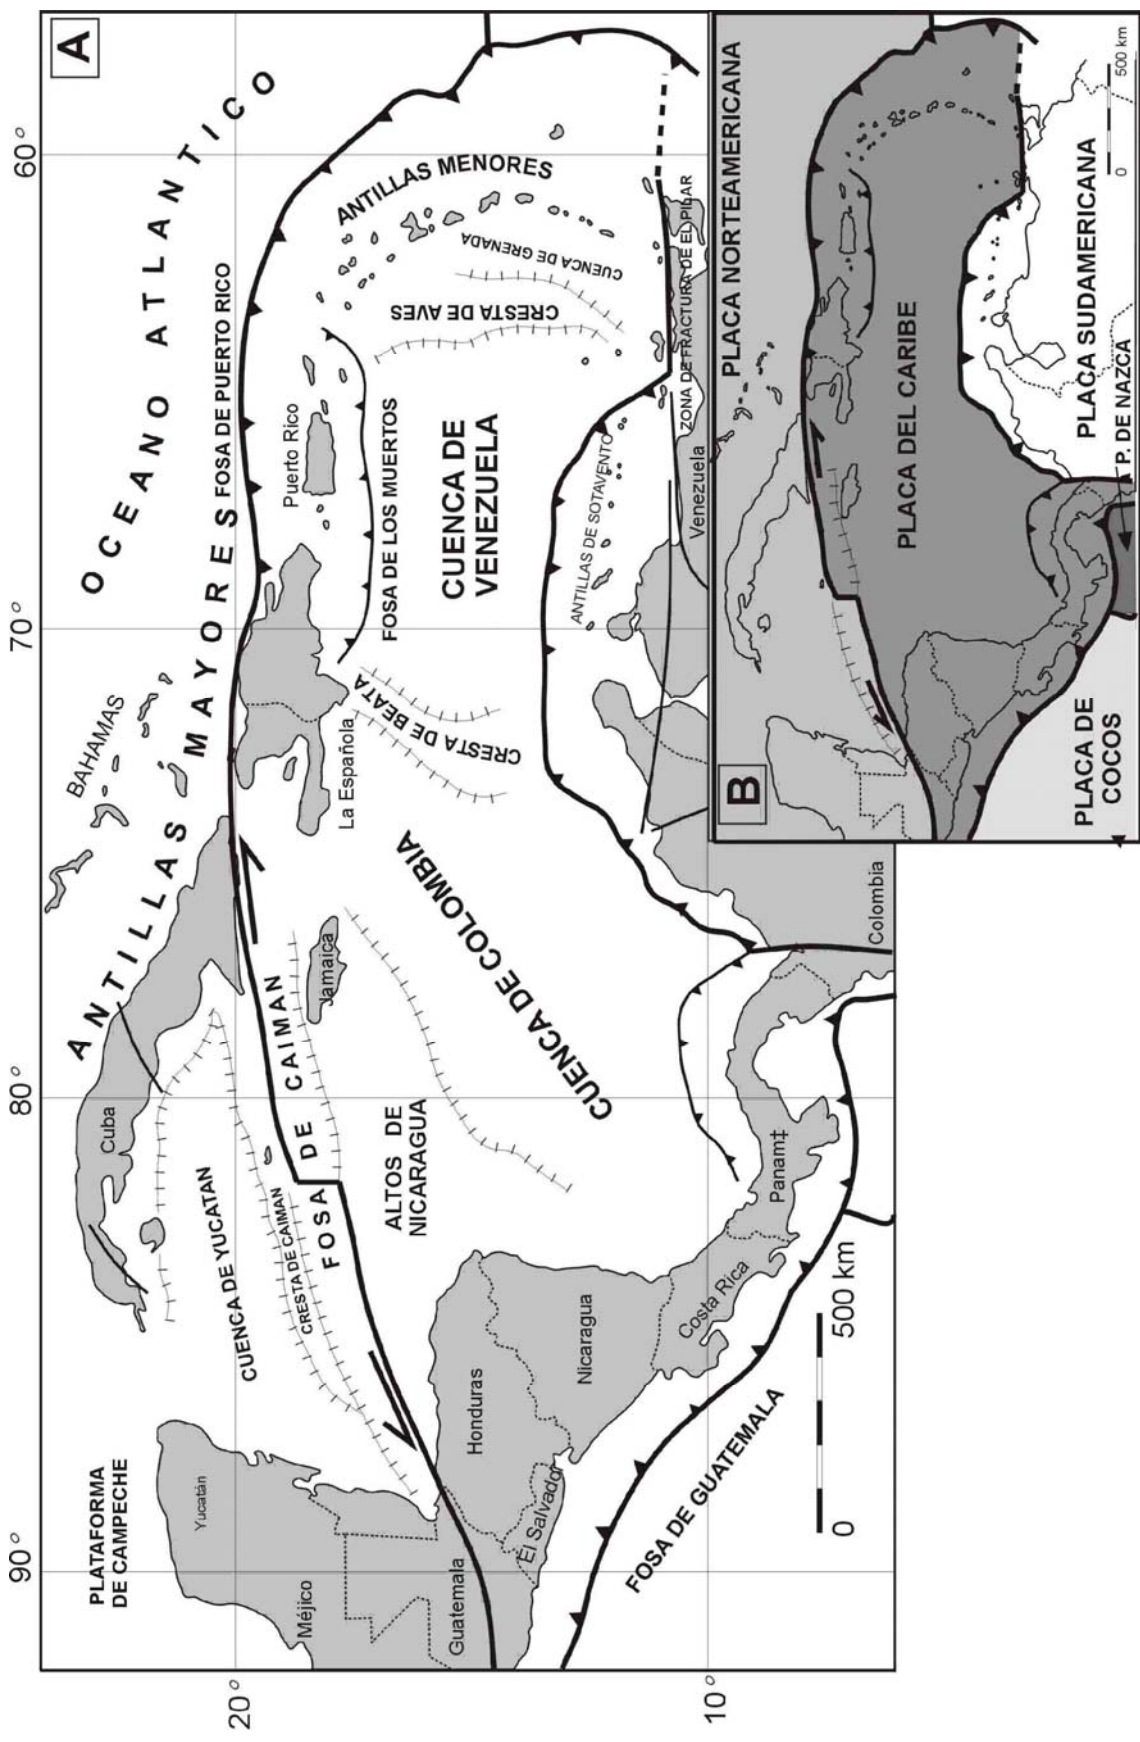 A
90°
80°
70°
60°
20°
10°
OCEANO ATLANTICO
ANTILLAS MAYORES
BAHAMAS
FOSA DE PUERTO RICO
PLATAFORMA
DE CAMPECHE
Yucatán
Méjico
Guatemala
Cuba
CUENCA DE YUCATAN
CRESTA DE CAIMAN
FOSA DE CAIMAN
Jamaica
La Española
Puerto Rico
FOSA DE LOS MUERTOS
ANTILLAS MENORES
CUENCA DE GRENADA
CRESTA DE AVES
CUENCA DE
VENEZUELA
CRESTA DE BEATA
CUENCA DE COLOMBIA
ALTOS DE
NICARAGUA
Honduras
Nicaragua
El Salvador
Costa Rica
Panam‡
Colombia
Venezuela
ANTILLAS DE SOTAVENTO
ZONA DE FRACTURA DE EL PILAR
FOSA DE GUATEMALA
0
500 km
B
PLACA NORTEAMERICANA
PLACA DEL CARIBE
PLACA SUDAMERICANA
P. DE NAZCA
PLACA DE
COCOS
0
500 km